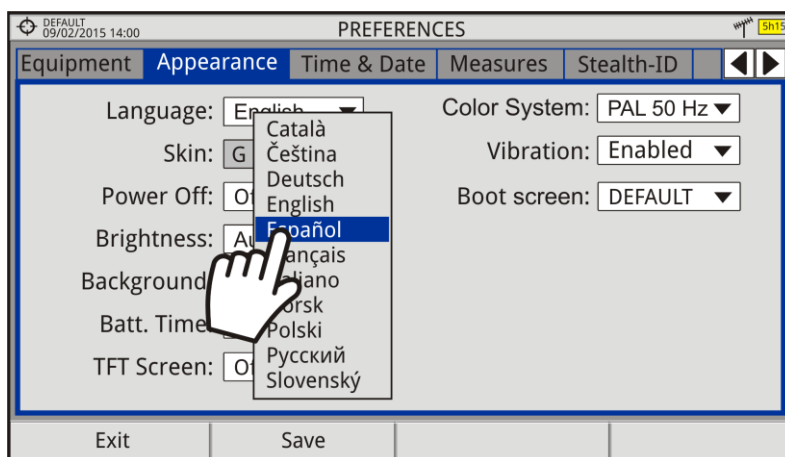 DEFAULT
09/02/2015 14:00
PREFERENCES
5h15
Equipment
Appearance
Time & Date
Measures
Stealth-ID
Language: English
Català
Čeština
Deutsch
English
Español
Polski
Русский
Slovenský
Skin: G
Power Off:
Brightness:
Background
Batt. Time
TFT Screen:
Color System: PAL 50 Hz
Vibration: Enabled
Boot screen: DEFAULT
Exit
Save